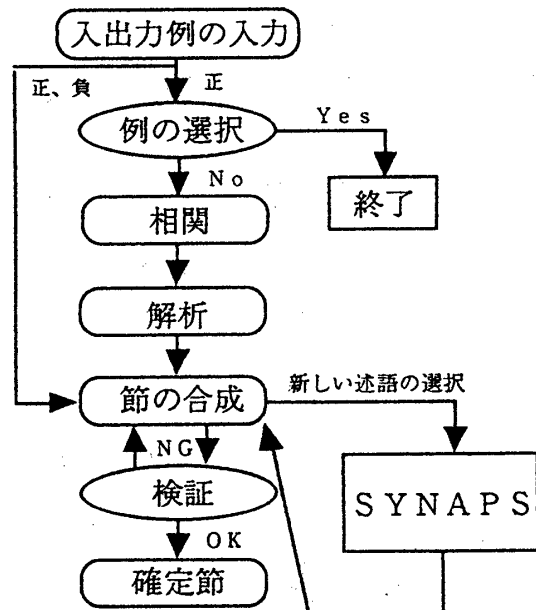 入出力例の入力
正、負
正
例の選択
Yes
No
終了
相関
解析
新しい述語の選択
節の合成
NG
検証
SYNAPS
OK
確定節